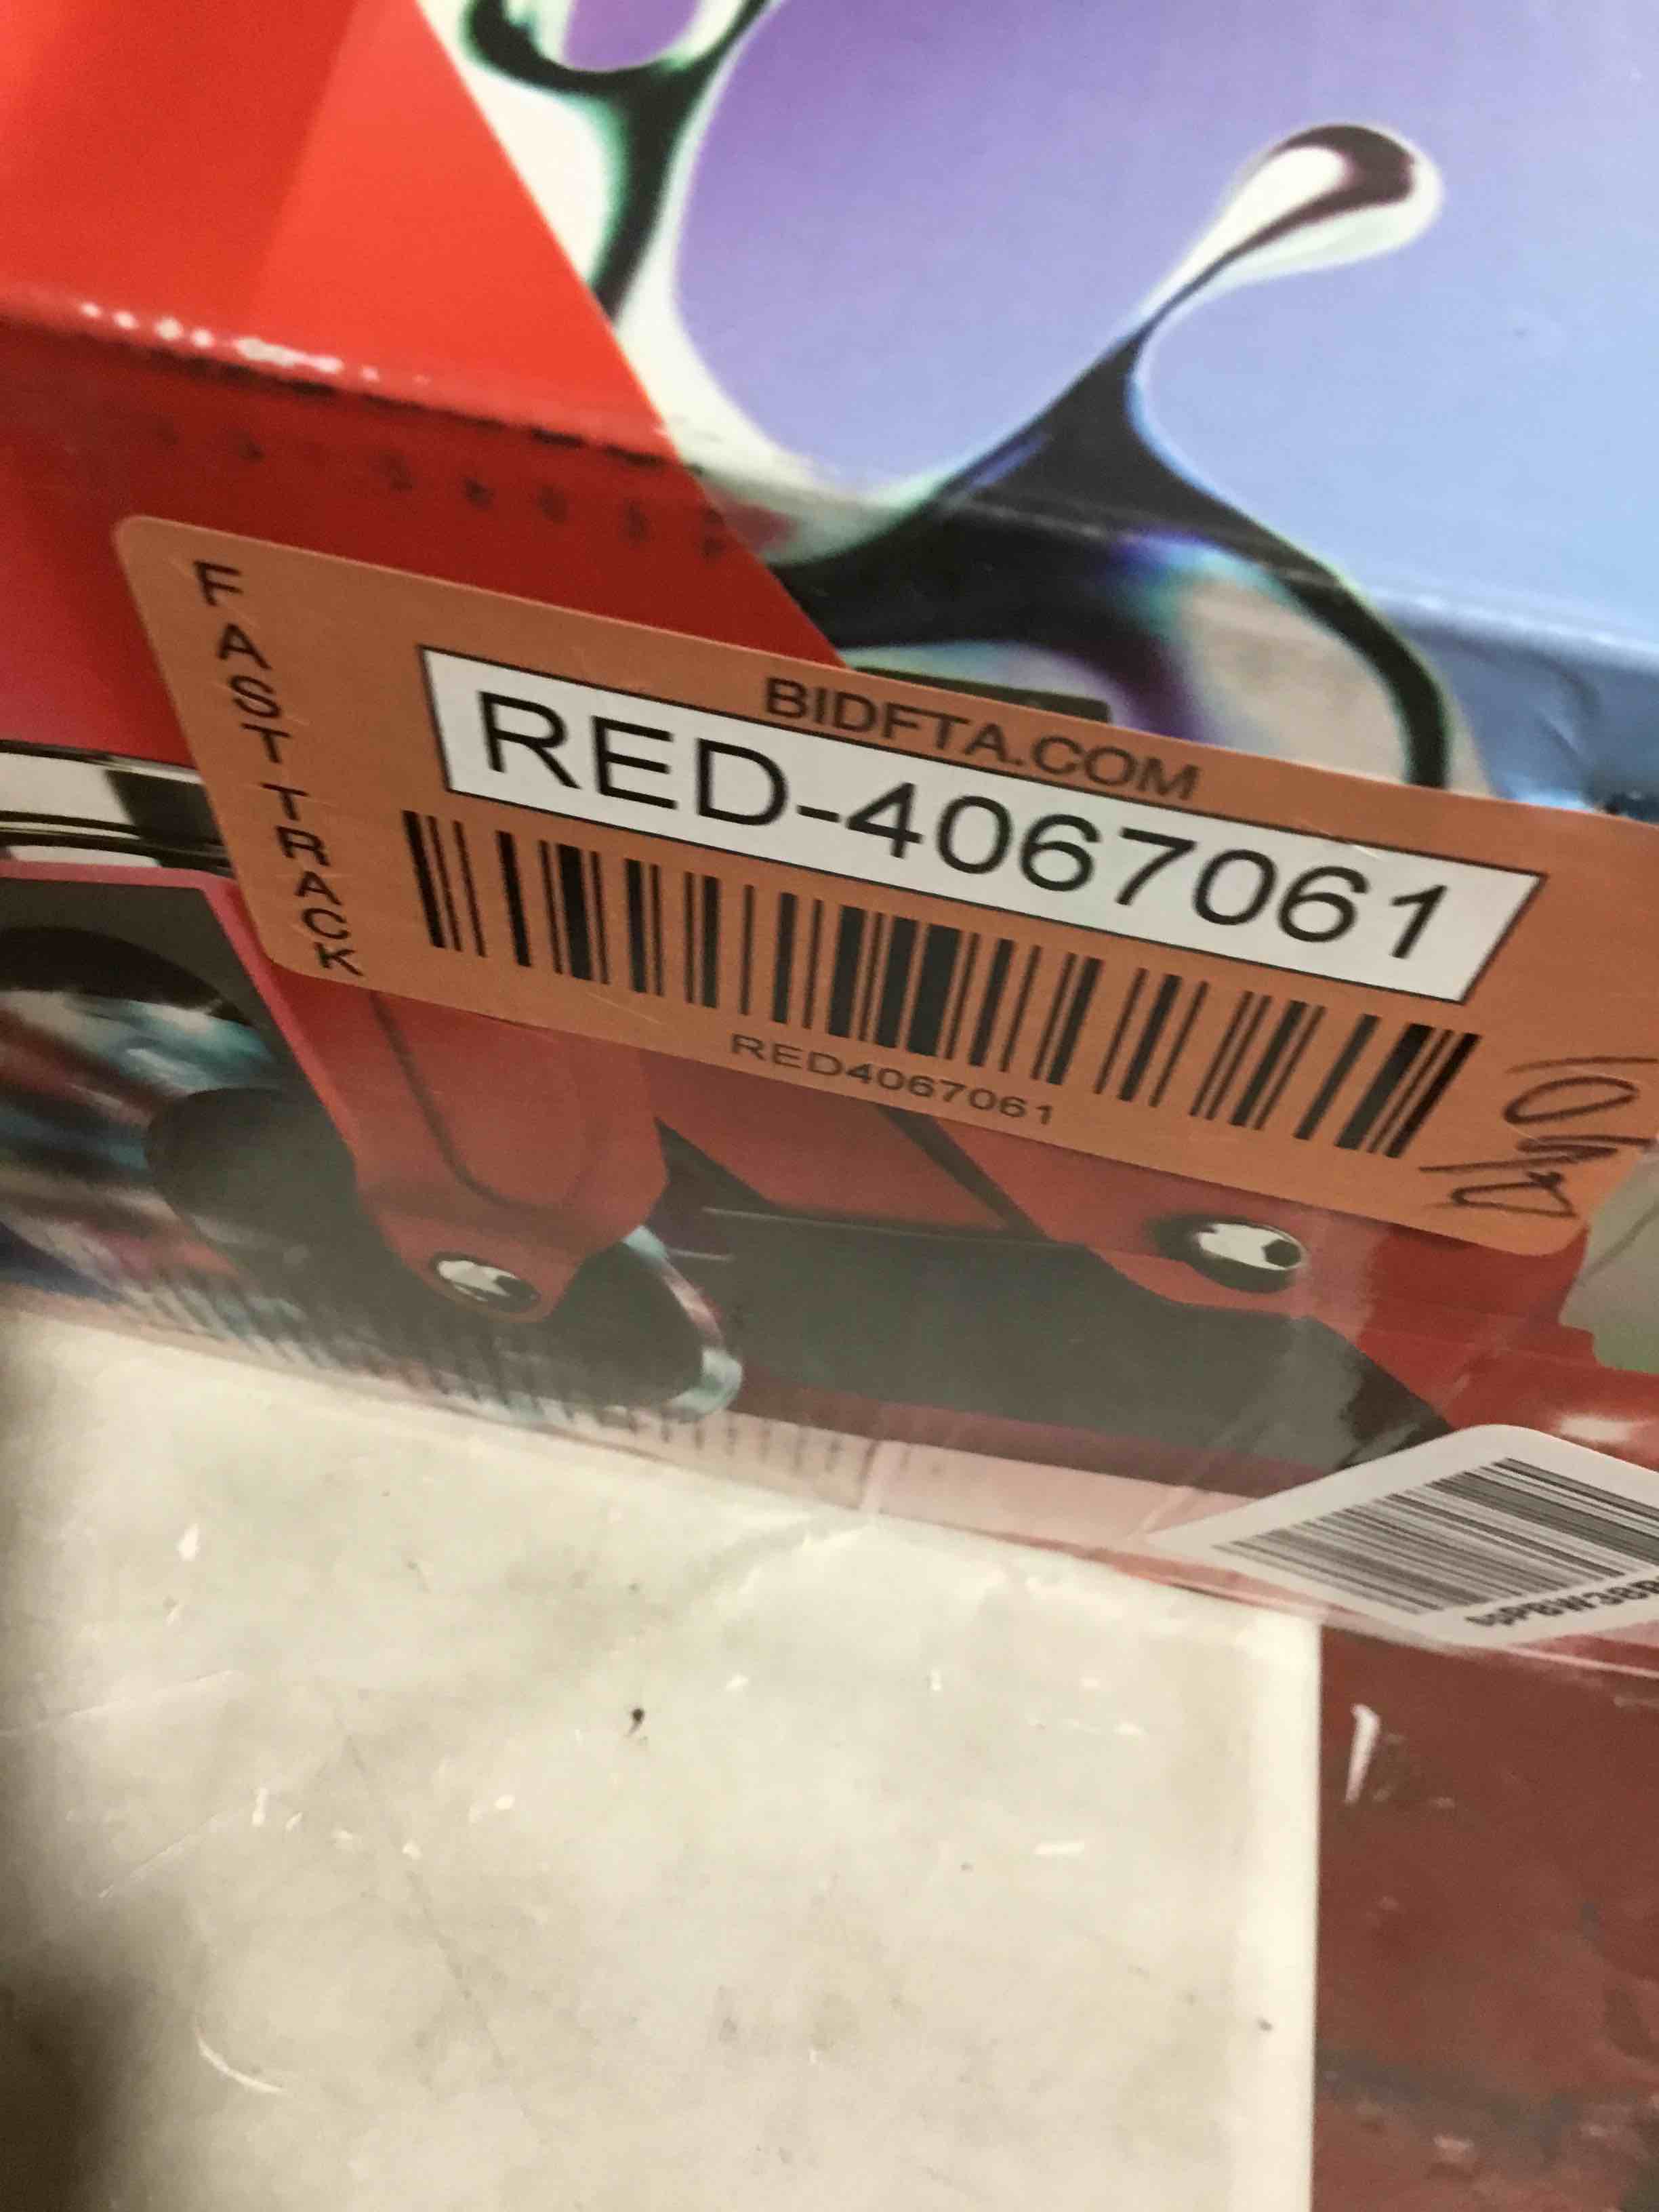 FAST TRACK
BIDFTA.COM
RED-4067061
RED4067061